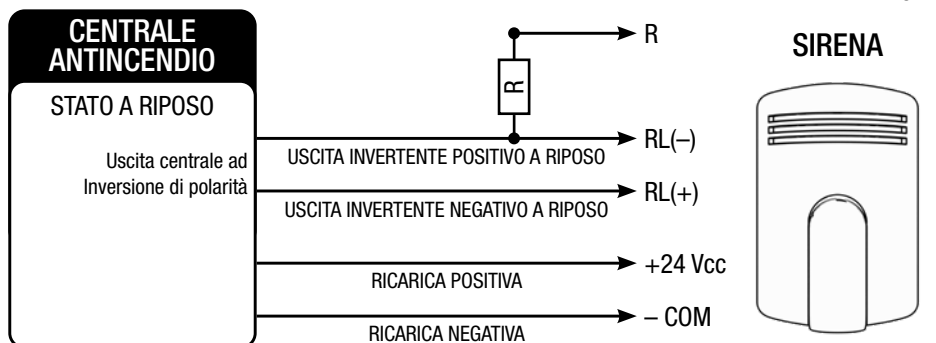 CENTRALE
ANTINCENDIO
STATO A RIPOSO
Uscita centrale ad
Inversione di polarità
R
R
USCITA INVERTENTE POSITIVO A RIPOSO
RL(–)
USCITA INVERTENTE NEGATIVO A RIPOSO
RL(+)
RICARICA POSITIVA
+24 Vcc
RICARICA NEGATIVA
– COM
SIRENA